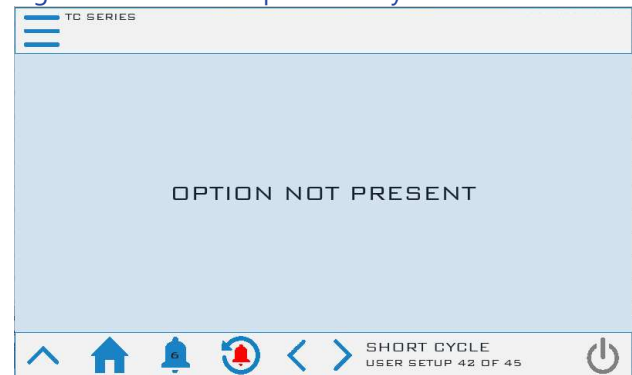 TC SERIES
OPTION NOT PRESENT
6
SHORT CYCLE
USER SETUP 42 OF 45